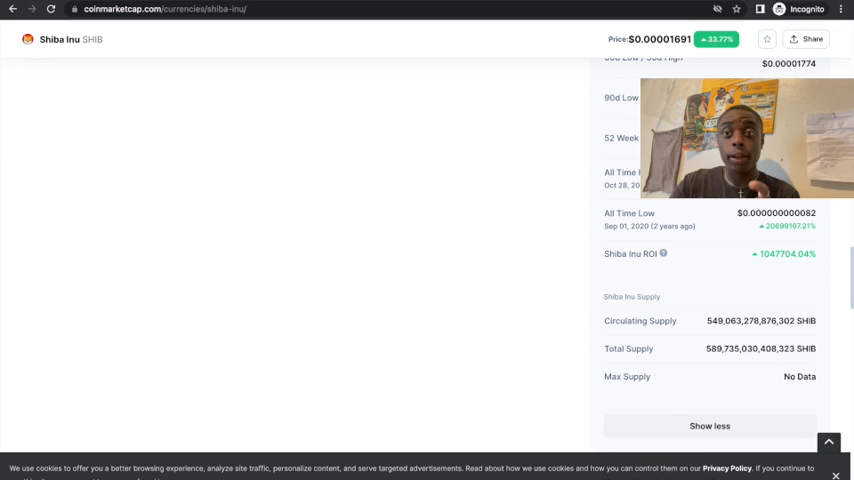 coinmarketcap.com/currencies/shiba-inu/
Incognito
Shiba Inu SHIB
Price:$0.00001691
33.77%
Share
$0.00001774
90d Low
52 Week
All Time
Oct 28, 20
All Time Low
$0.000000000082
Sep 01, 2020 (2 years ago)
20699167.21%
Shiba Inu ROI
1047704.04%
Shiba Inu Supply
Circulating Supply
549,063,278,876,302 SHIB
Total Supply
589,735,030,408,323 SHIB
Max Supply
No Data
Show less
We use cookies to offer you a better browsing experience, analyze site traffic, personalize content, and serve targeted advertisements. Read about how we use cookies and how you can control them on our Privacy Policy. If you continue to